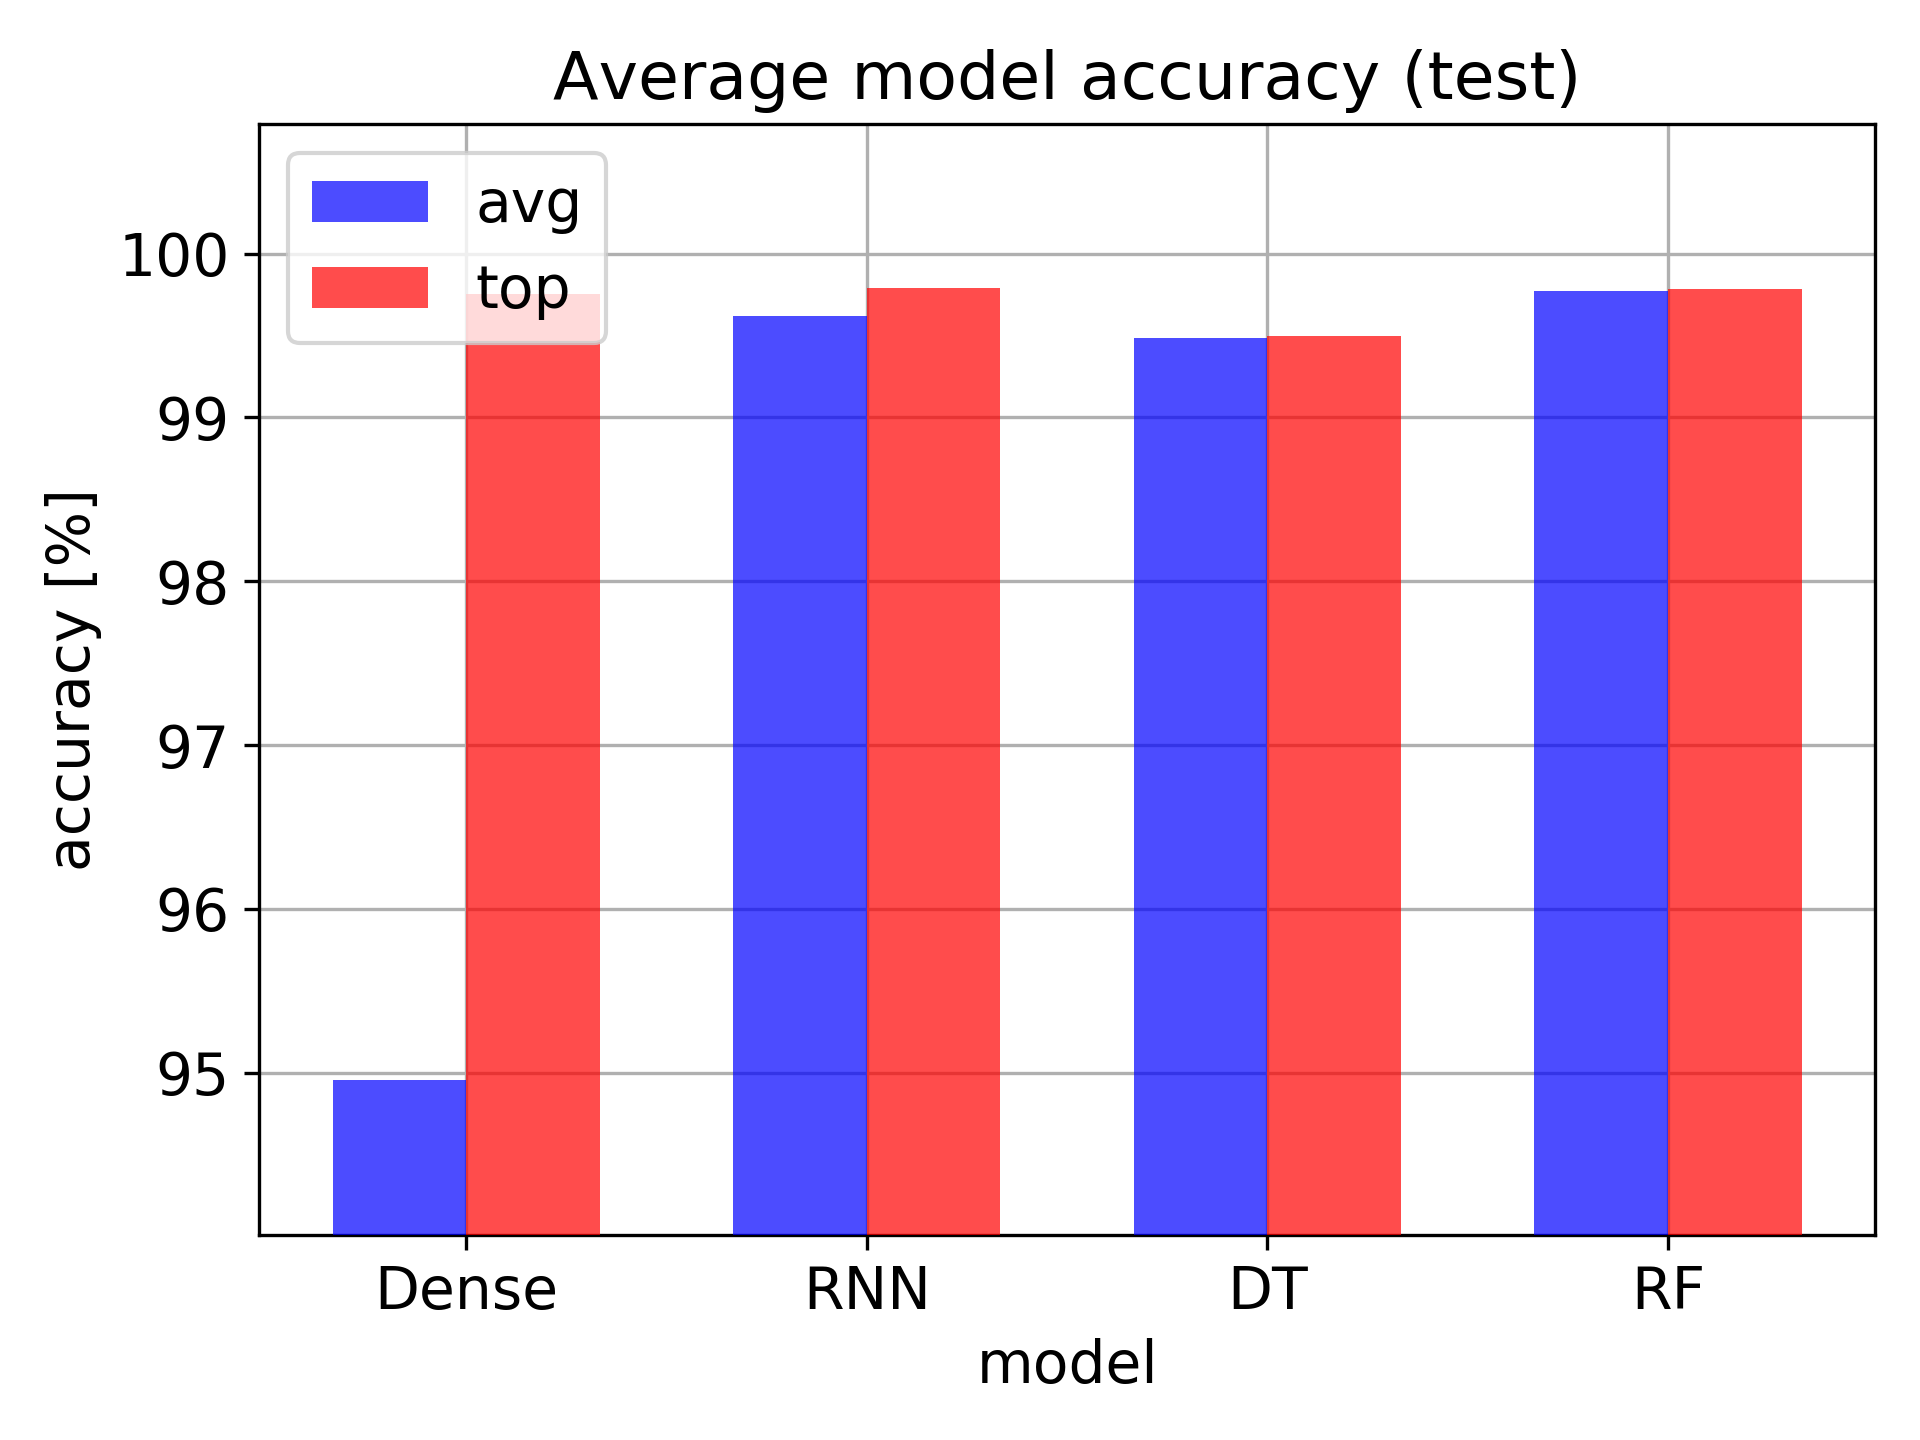 Average model accuracy (test)
avg
top
100
99
98
97
96
95
accuracy [%]
Dense RNN DT RF
model